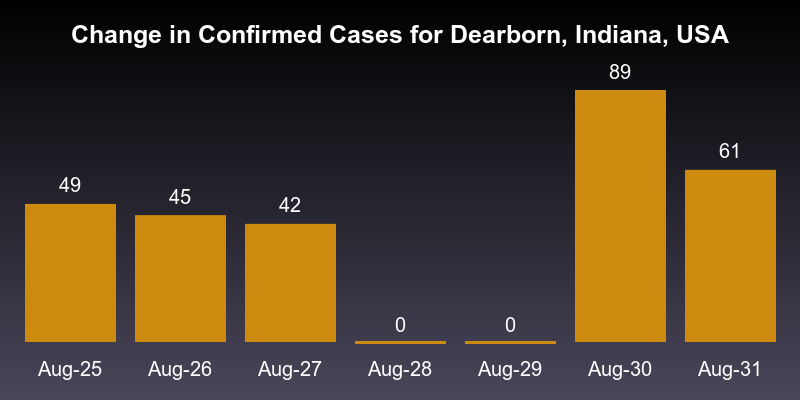 Change in Confirmed Cases for Dearborn, Indiana, USA
49 45 42 0 0 89 61
Aug-25 Aug-26 Aug-27 Aug-28 Aug-29 Aug-30 Aug-31